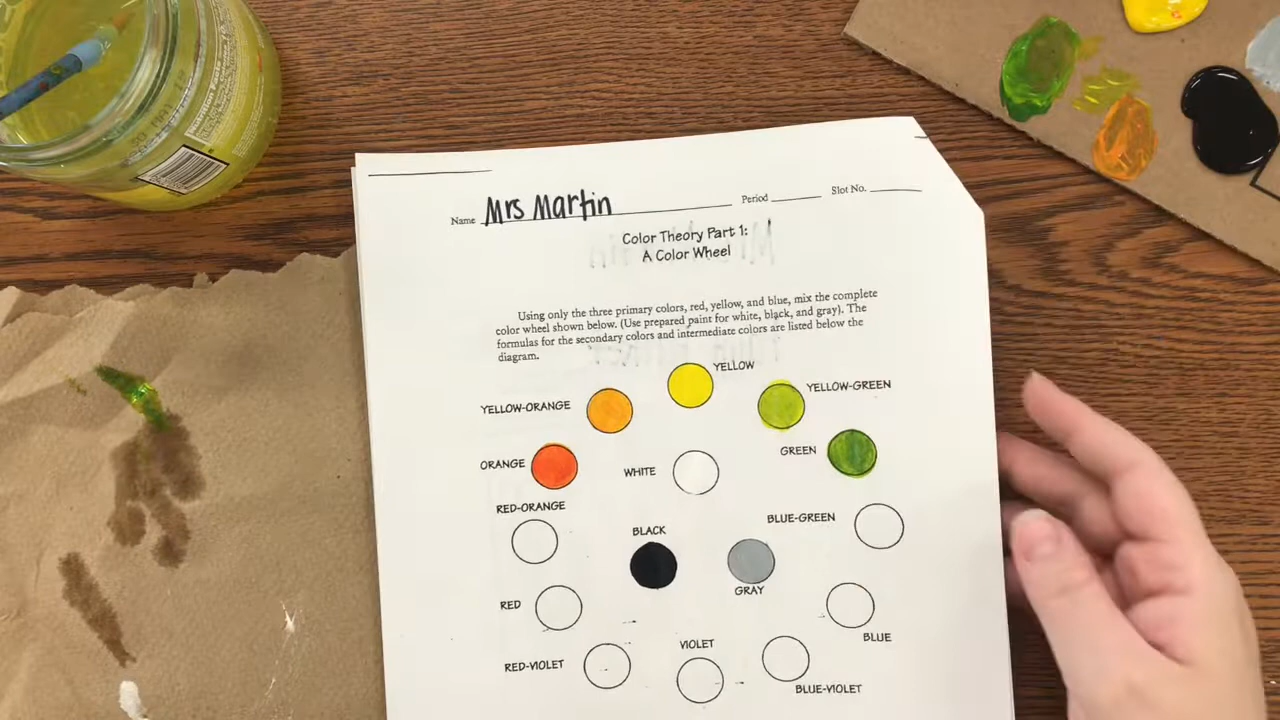 Name Mrs Martin Period Slot No.
Color Theory Part 1:
A Color Wheel
Using only the three primary colors, red, yellow, and blue, mix the complete
color wheel shown below. (Use prepared paint for white, black, and gray). The
formulas for the secondary colors and intermediate colors are listed below the
diagram.
YELLOW
YELLOW-ORANGE
YELLOW-GREEN
ORANGE
WHITE
GREEN
RED-ORANGE
BLACK
BLUE-GREEN
GRAY
RED
BLUE
VIOLET
RED-VIOLET
BLUE-VIOLET
Nutrition Facts